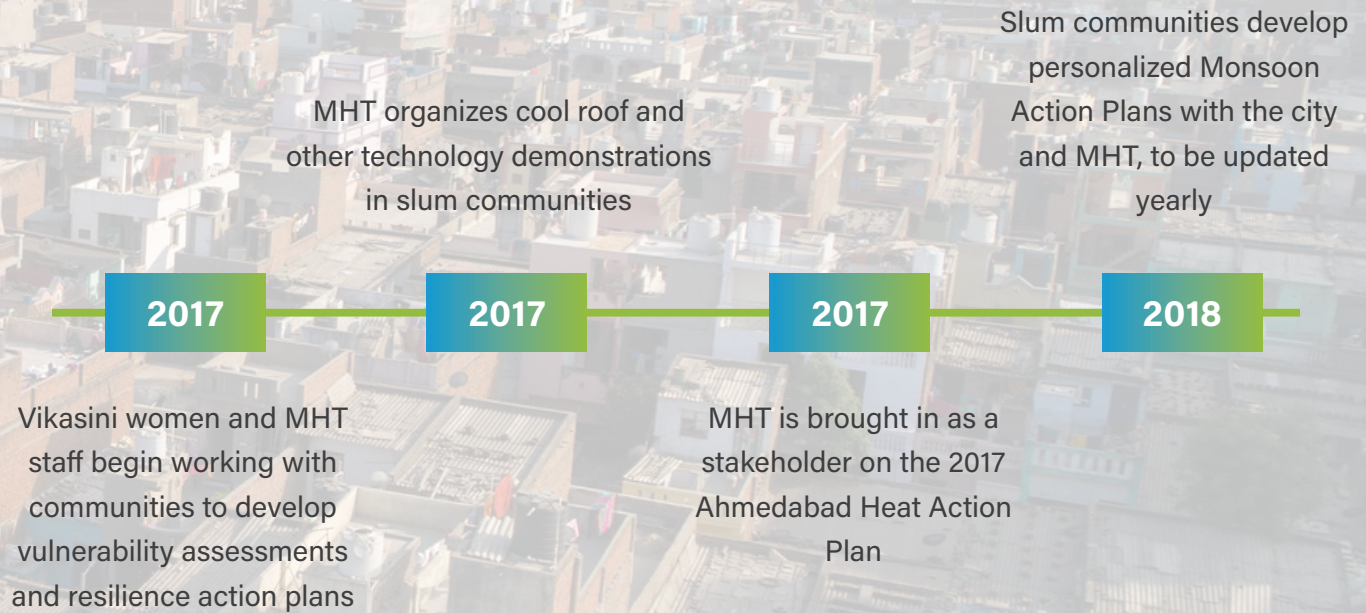 2017
Vikasini women and MHT
staff begin working with
communities to develop
vulnerability assessments
and resilience action plans
MHT organizes cool roof and
other technology demonstrations
in slum communities
2017
2017
MHT is brought in as a
stakeholder on the 2017
Ahmedabad Heat Action
Plan
Slum communities develop
personalized Monsoon
Action Plans with the city
and MHT, to be updated
yearly
2018